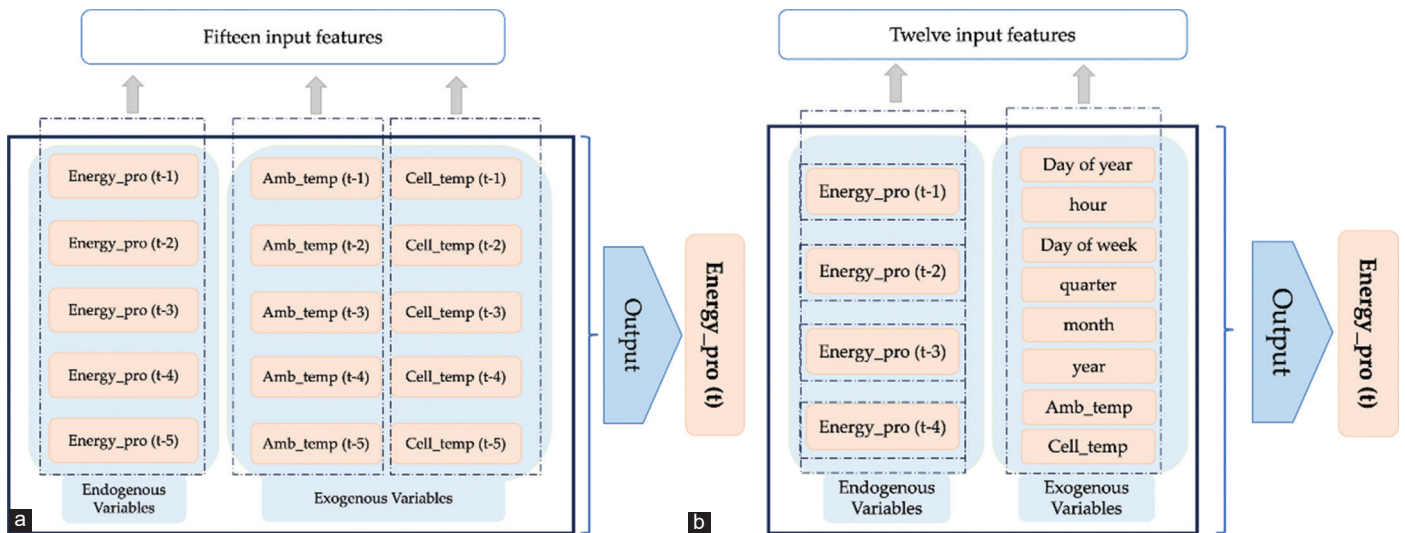 Fifteen input features
Energy_pro (t-1)
Energy_pro (t-2)
Energy_pro (t-3)
Energy_pro (t-4)
Energy_pro (t-5)
Endogenous
Variables
Amb_temp (t-1)
Amb_temp (t-2)
Amb_temp (t-3)
Amb_temp (t-4)
Amb_temp (t-5)
Cell_temp (t-1)
Cell_temp (t-2)
Cell_temp (t-3)
Cell_temp (t-4)
Cell_temp (t-5)
Exogenous Variables
Output
Energy_pro (t)
a
Twelve input features
Energy_pro (t-1)
Energy_pro (t-2)
Energy_pro (t-3)
Energy_pro (t-4)
Endogenous
Variables
Day of year
hour
Day of week
quarter
month
year
Amb_temp
Cell_temp
Exogenous
Variables
Output
Energy_pro (t)
b